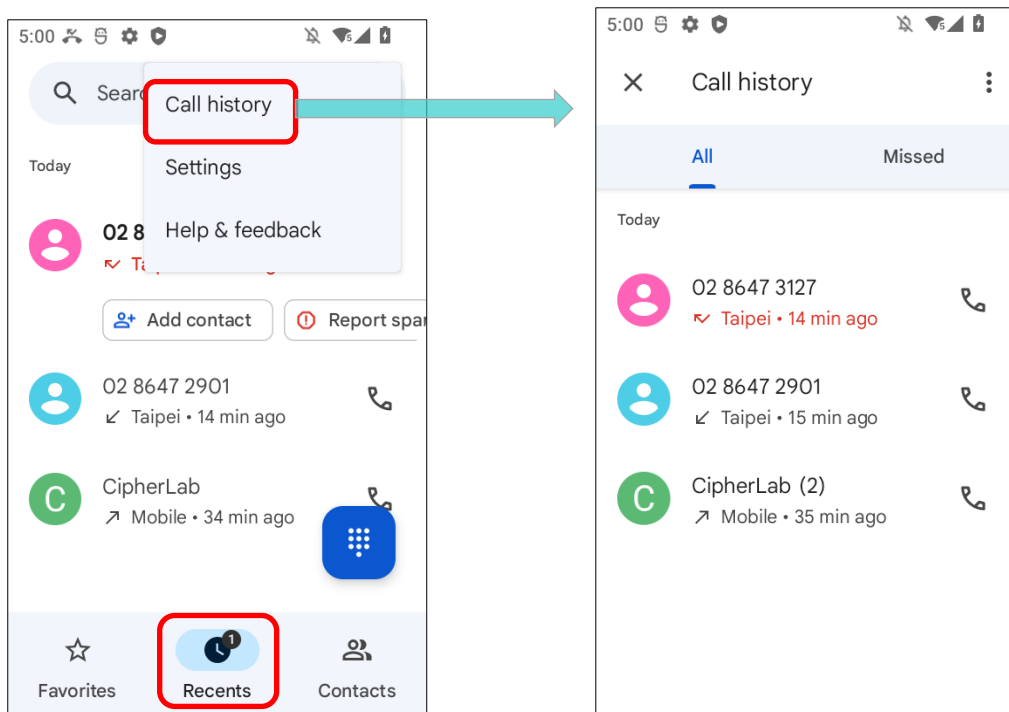 5:00
Sear
Call history
Settings
Help & feedback
Today
02 8
Add contact
Report spa
02 8647 2901
Taipei • 14 min ago
C
CipherLab
Mobile • 34 min ago
1
Favorites
Recents
Contacts
5:00
Call history
All
Missed
Today
02 8647 3127
Taipei • 14 min ago
02 8647 2901
Taipei • 15 min ago
C
CipherLab (2)
Mobile • 35 min ago